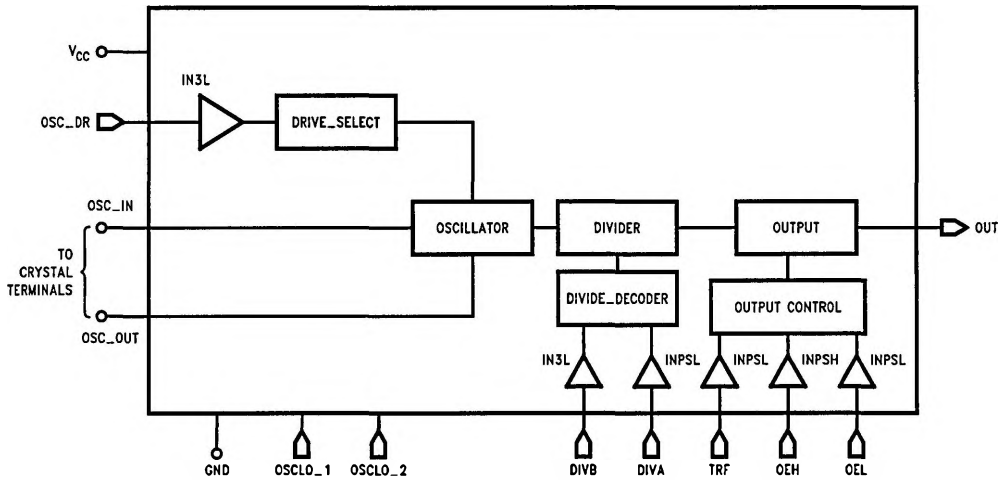 V_CC
IN3L
OSC_DR
DRIVE_SELECT
OSC_IN
OSCILLATOR
DIVIDER
OUTPUT
OUT
TO
CRYSTAL
TERMINALS
DIVIDE_DECODER
OUTPUT CONTROL
OSC_OUT
IN3L
INPSL
INPSL
INPSH
INPSL
GND
OSCLO_1
OSCLO_2
DIVB
DIVA
TRF
OEH
OEL